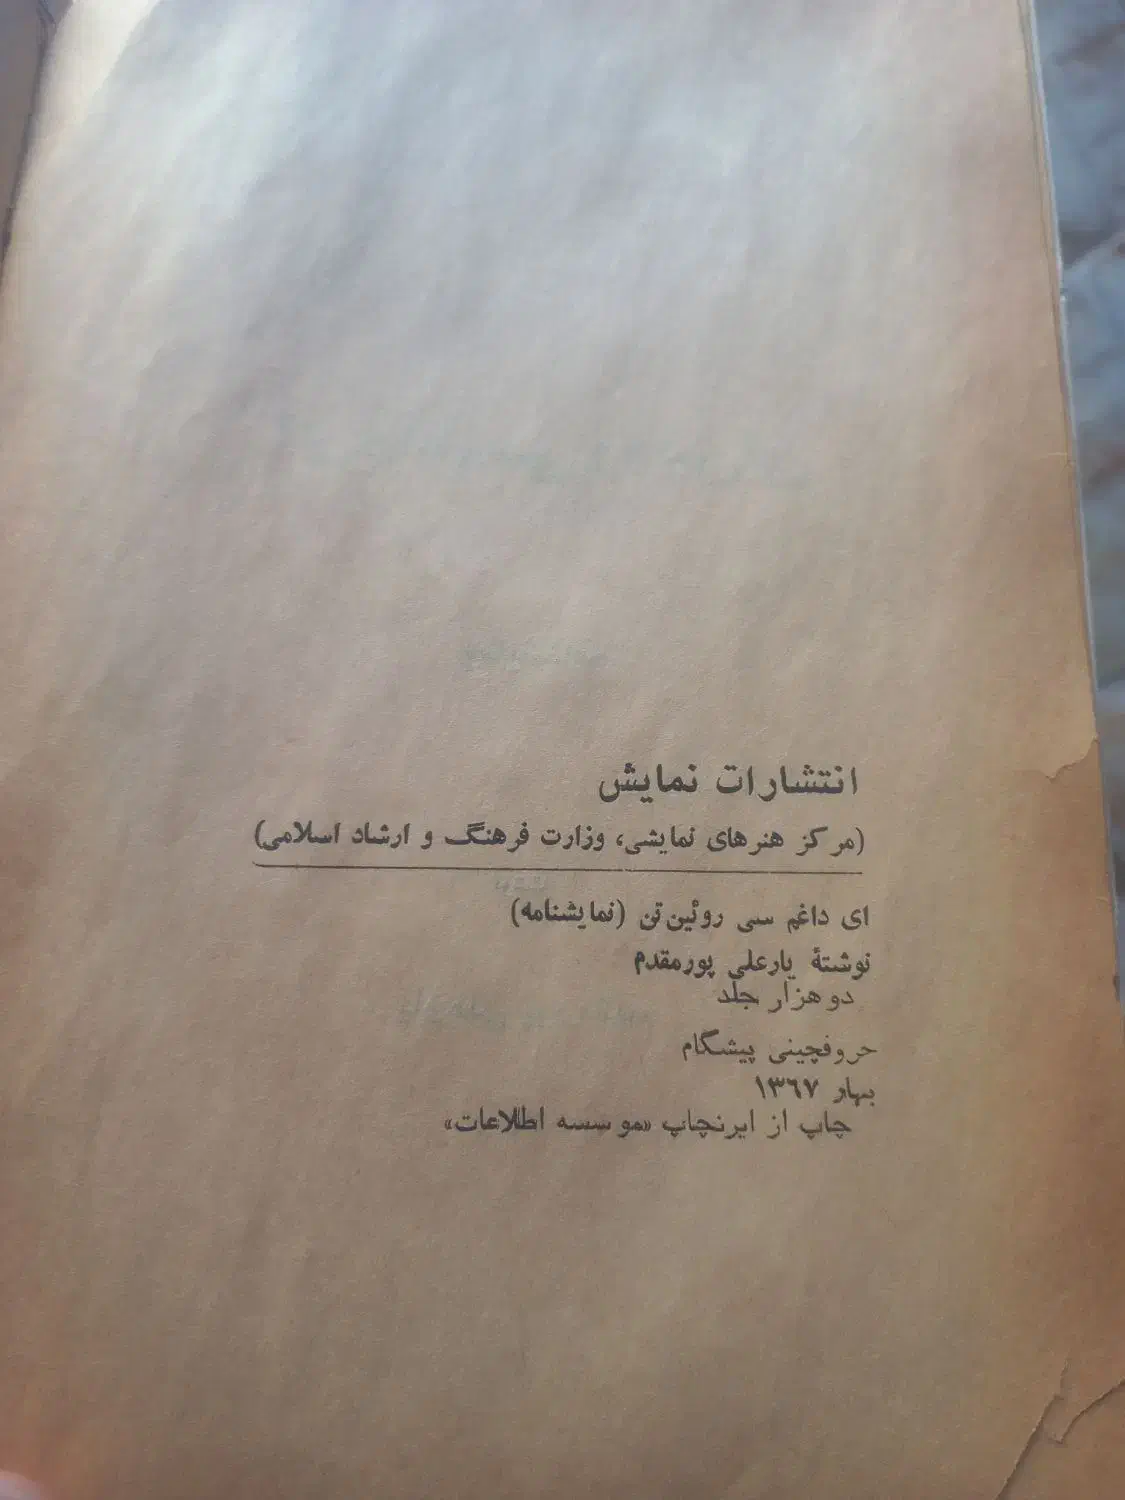 انتشارات نمایش
(مرکز هنرهای نمایشی، وزارت فرهنگ و ارشاد اسلامی)
ای داغم سی روئین‌تن (نمایشنامه)
نوشتهٔ یارعلی پورمقدم
دو هزار جلد
حروفچینی پیشگام
بهار ۱۳٦۷
چاپ از ایرنچاپ «موسسه اطلاعات»